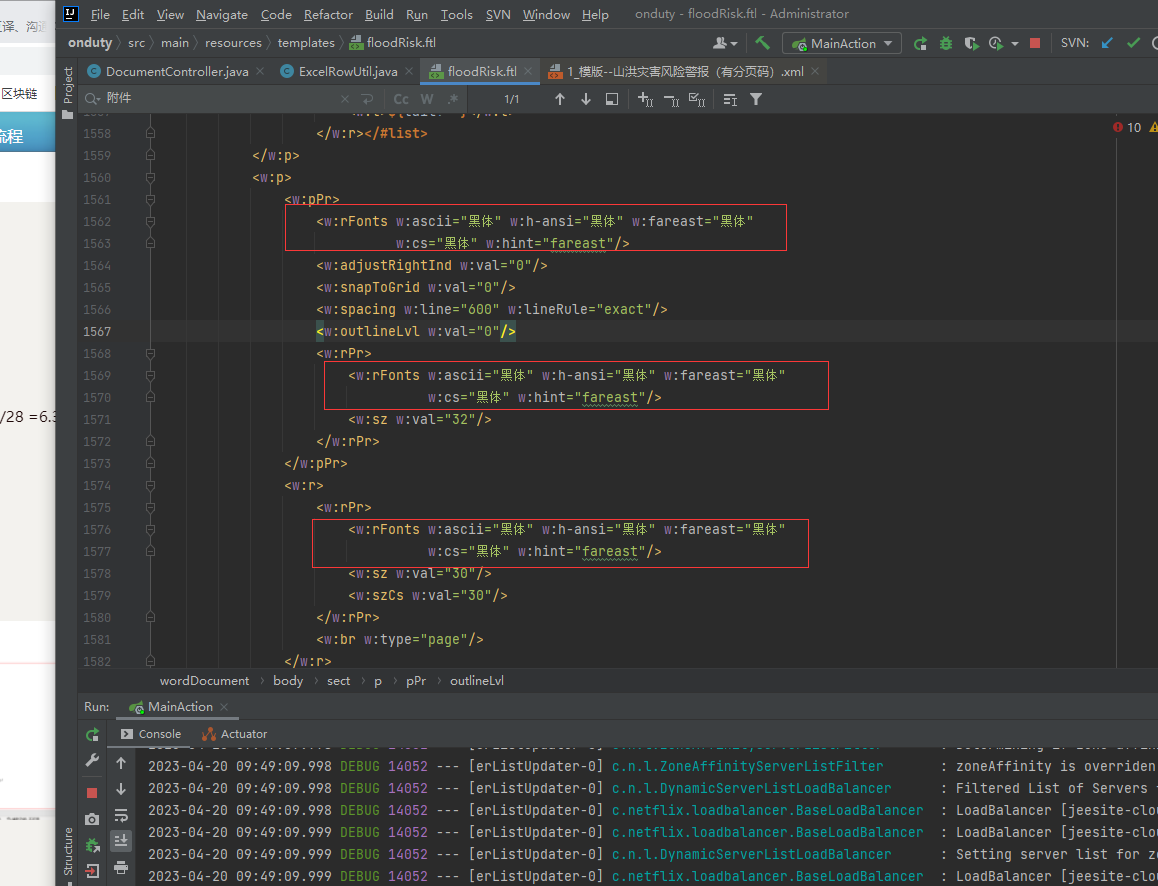 File Edit View Navigate Code Refactor Build Run Tools SVN Window Help onduty - floodRisk.ftl - Administrator
onduty src main resources templates floodRisk.ftl MainAction SVN:
DocumentController.java ExcelRowUtil.java floodRisk.ftl 1_模版--山洪灾害风险警报（有分页码）.xml
Project
附件 Cc W .* 1/1
区块链
流程
/28 =6.3
10
1558 </w:r></#list>
1559 </w:p>
1560 <w:p>
1561 <w:pPr>
1562 <w:rFonts w:ascii="黑体" w:h-ansi="黑体" w:fareast="黑体"
1563 w:cs="黑体" w:hint="fareast"/>
1564 <w:adjustRightInd w:val="0"/>
1565 <w:snapToGrid w:val="0"/>
1566 <w:spacing w:line="600" w:lineRule="exact"/>
1567 <w:outlineLvl w:val="0"/>
1568 <w:rPr>
1569 <w:rFonts w:ascii="黑体" w:h-ansi="黑体" w:fareast="黑体"
1570 w:cs="黑体" w:hint="fareast"/>
1571 <w:sz w:val="32"/>
1572 </w:rPr>
1573 </w:pPr>
1574 <w:r>
1575 <w:rPr>
1576 <w:rFonts w:ascii="黑体" w:h-ansi="黑体" w:fareast="黑体"
1577 w:cs="黑体" w:hint="fareast"/>
1578 <w:sz w:val="30"/>
1579 <w:szCs w:val="30"/>
1580 </w:rPr>
1581 <w:br w:type="page"/>
1582 </w:r>
wordDocument body sect p pPr outlineLvl
Run: MainAction
Console Actuator
Structure
2023-04-20 09:49:09.998 DEBUG 14052 --- [erListUpdater-0] c.n.l.ZoneAffinityServerListFilter : zoneAffinity is overriden
2023-04-20 09:49:09.998 DEBUG 14052 --- [erListUpdater-0] c.n.l.DynamicServerListLoadBalancer : Filtered List of Servers
2023-04-20 09:49:09.998 DEBUG 14052 --- [erListUpdater-0] c.netflix.loadbalancer.BaseLoadBalancer : LoadBalancer [jeesite-clo
2023-04-20 09:49:09.999 DEBUG 14052 --- [erListUpdater-0] c.netflix.loadbalancer.BaseLoadBalancer : LoadBalancer [jeesite-clo
2023-04-20 09:49:09.999 DEBUG 14052 --- [erListUpdater-0] c.n.l.DynamicServerListLoadBalancer : Setting server list for z
2023-04-20 09:49:09.999 DEBUG 14052 --- [erListUpdater-0] c.netflix.loadbalancer.BaseLoadBalancer : LoadBalancer [jeesite-clo